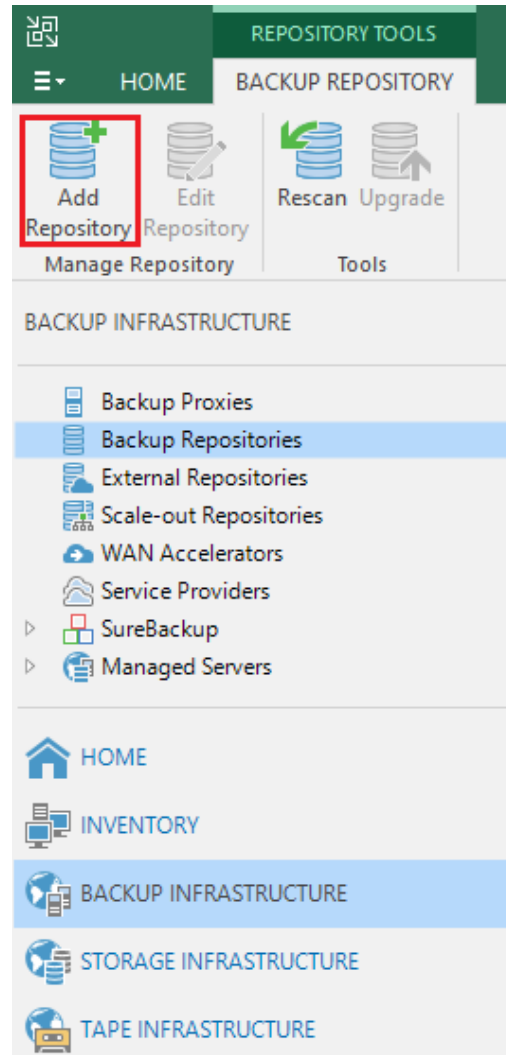 REPOSITORY TOOLS
HOME BACKUP REPOSITORY
Add Repository
Edit Repository
Rescan
Upgrade
Manage Repository
Tools
BACKUP INFRASTRUCTURE
Backup Proxies
Backup Repositories
External Repositories
Scale-out Repositories
WAN Accelerators
Service Providers
SureBackup
Managed Servers
HOME
INVENTORY
BACKUP INFRASTRUCTURE
STORAGE INFRASTRUCTURE
TAPE INFRASTRUCTURE